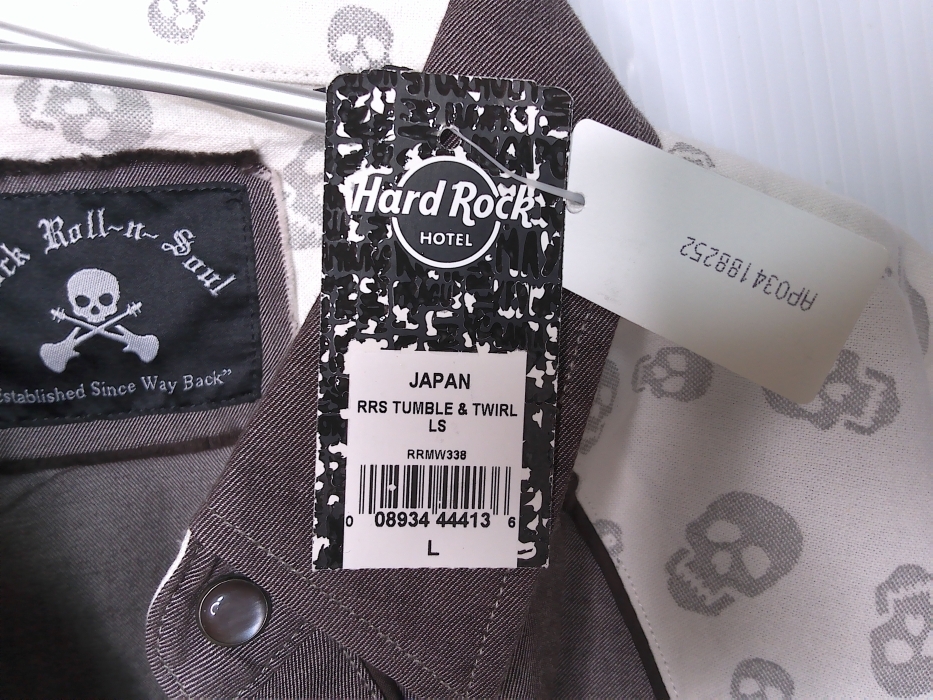 ck Roll-n-Soul
Established Since Way Back”
Hard Rock
HOTEL
JAPAN
RRS TUMBLE & TWIRL
LS
RRMW338
0 08934 44413 6
L
AP034188252